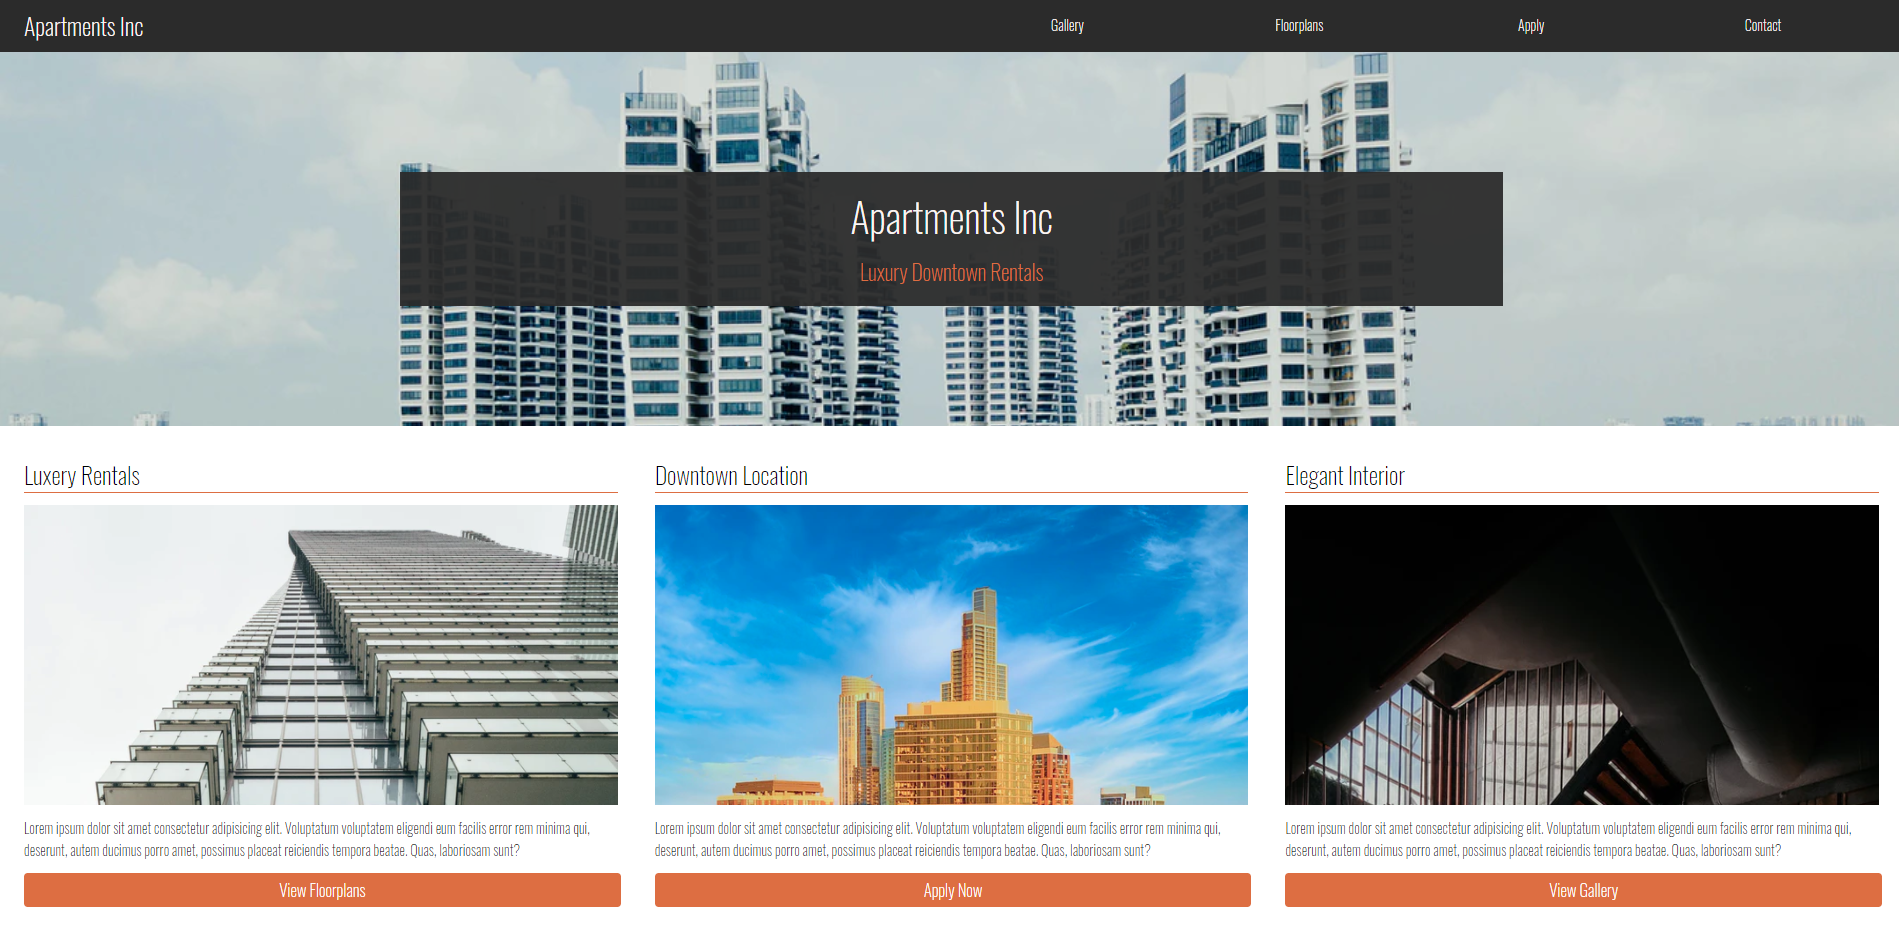 Apartments Inc
Gallery
Floorplans
Apply
Contact
Apartments Inc
Luxury Downtown Rentals
Luxery Rentals
Lorem ipsum dolor sit amet consectetur adipisicing elit. Voluptatum voluptatem eligendi eum facilis error rem minima qui,
deserunt, autem ducimus porro amet, possimus placeat reiciendis tempora beatae. Quas, laboriosam sunt?
View Floorplans
Downtown Location
Lorem ipsum dolor sit amet consectetur adipisicing elit. Voluptatum voluptatem eligendi eum facilis error rem minima qui,
deserunt, autem ducimus porro amet, possimus placeat reiciendis tempora beatae. Quas, laboriosam sunt?
Apply Now
Elegant Interior
Lorem ipsum dolor sit amet consectetur adipisicing elit. Voluptatum voluptatem eligendi eum facilis error rem minima qui,
deserunt, autem ducimus porro amet, possimus placeat reiciendis tempora beatae. Quas, laboriosam sunt?
View Gallery